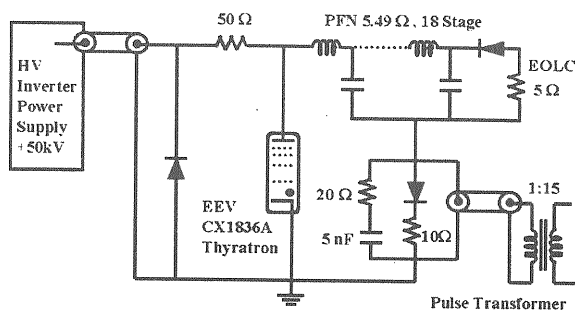 50 Ω
PFN 5.49 Ω, 18 Stage
HV
Inverter
Power
Supply
+50kV
EOLC
5 Ω
EEV
CX1836A
Thyratron
20 Ω
5 nF
10Ω
1:15
Pulse Transformer